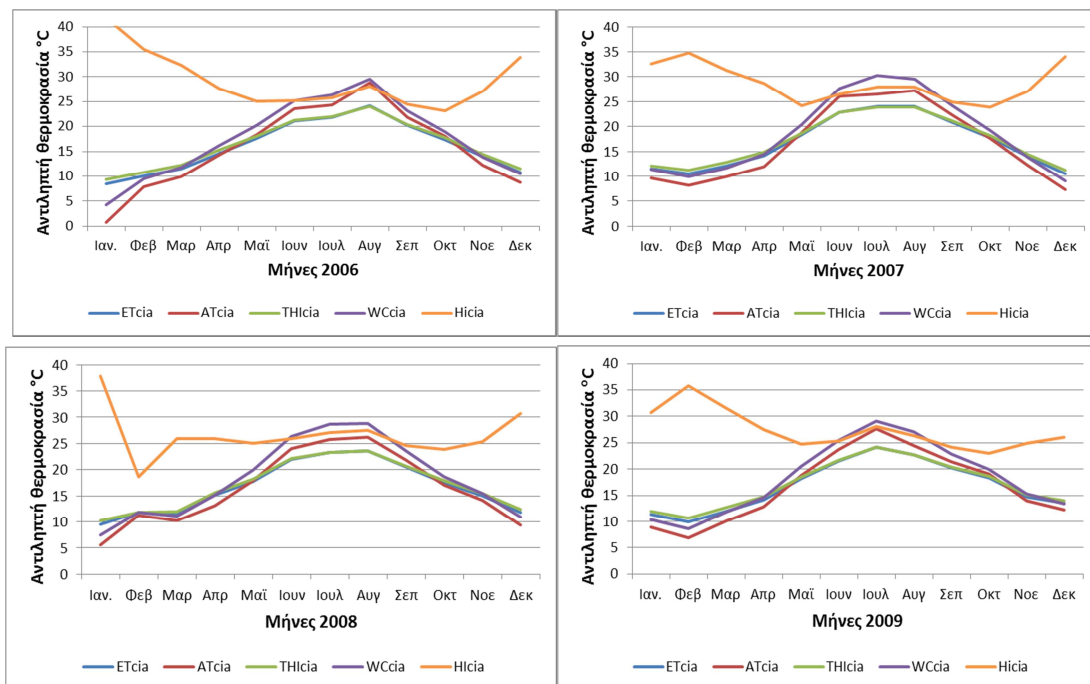 Αντιληπτή θερμοκρασία °C
40
35
30
25
20
15
10
5
0
Ιαν. Φεβ Μαρ Απρ Μαϊ Ιουν Ιουλ Αυγ Σεπ Οκτ Νοε Δεκ
Μήνες 2006
ETcia ATcia THIcia WCcia Hicia
Αντιληπτή θερμοκρασία °C
40
35
30
25
20
15
10
5
0
Ιαν. Φεβ Μαρ Απρ Μαϊ Ιουν Ιουλ Αυγ Σεπ Οκτ Νοε Δεκ
Μήνες 2007
ETcia ATcia THIcia WCcia Hicia
Αντιληπτή θερμοκρασία °C
40
35
30
25
20
15
10
5
0
Ιαν. Φεβ Μαρ Απρ Μαϊ Ιουν Ιουλ Αυγ Σεπ Οκτ Νοε Δεκ
Μήνες 2008
ETcia ATcia THIcia WCcia HIcia
Αντιληπτή θερμοκρασία °C
40
35
30
25
20
15
10
5
0
Ιαν. Φεβ Μαρ Απρ Μαϊ Ιουν Ιουλ Αυγ Σεπ Οκτ Νοε Δεκ
Μήνες 2009
ETcia ATcia THIcia WCcia Hicia